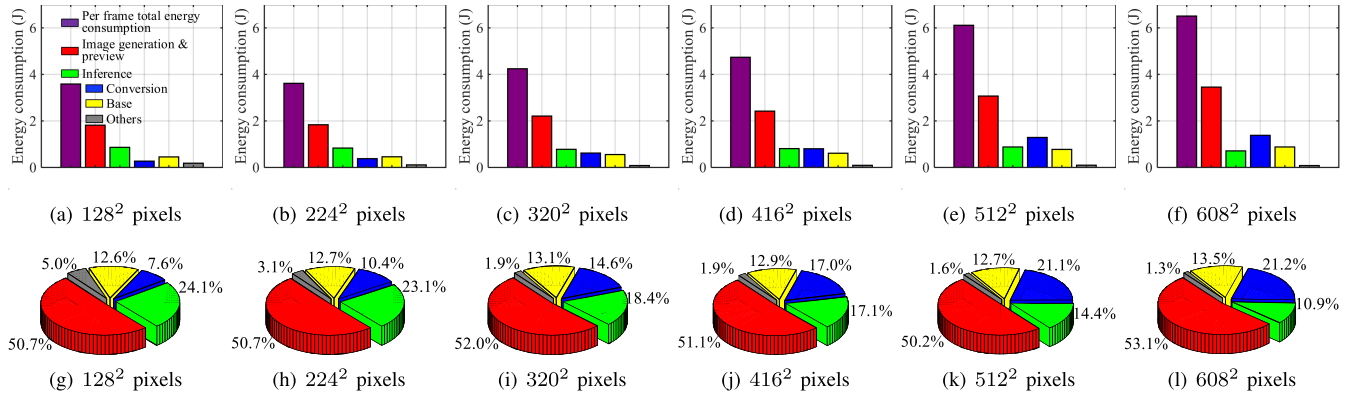 Energy consumption (J)
6
4
2
0
Per frame total energy
consumption
Image generation &
preview
Inference
Conversion
Base
Others
Energy consumption (J)
6
4
2
0
Energy consumption (J)
6
4
2
0
Energy consumption (J)
6
4
2
0
Energy consumption (J)
6
4
2
0
Energy consumption (J)
6
4
2
0
(a) 128² pixels
(b) 224² pixels
(c) 320² pixels
(d) 416² pixels
(e) 512² pixels
(f) 608² pixels
5.0%
12.6%
7.6%
24.1%
50.7%
3.1%
12.7%
10.4%
23.1%
50.7%
1.9%
13.1%
14.6%
18.4%
52.0%
1.9%
12.9%
17.0%
17.1%
51.1%
1.6%
12.7%
21.1%
14.4%
50.2%
1.3%
13.5%
21.2%
10.9%
53.1%
(g) 128² pixels
(h) 224² pixels
(i) 320² pixels
(j) 416² pixels
(k) 512² pixels
(l) 608² pixels